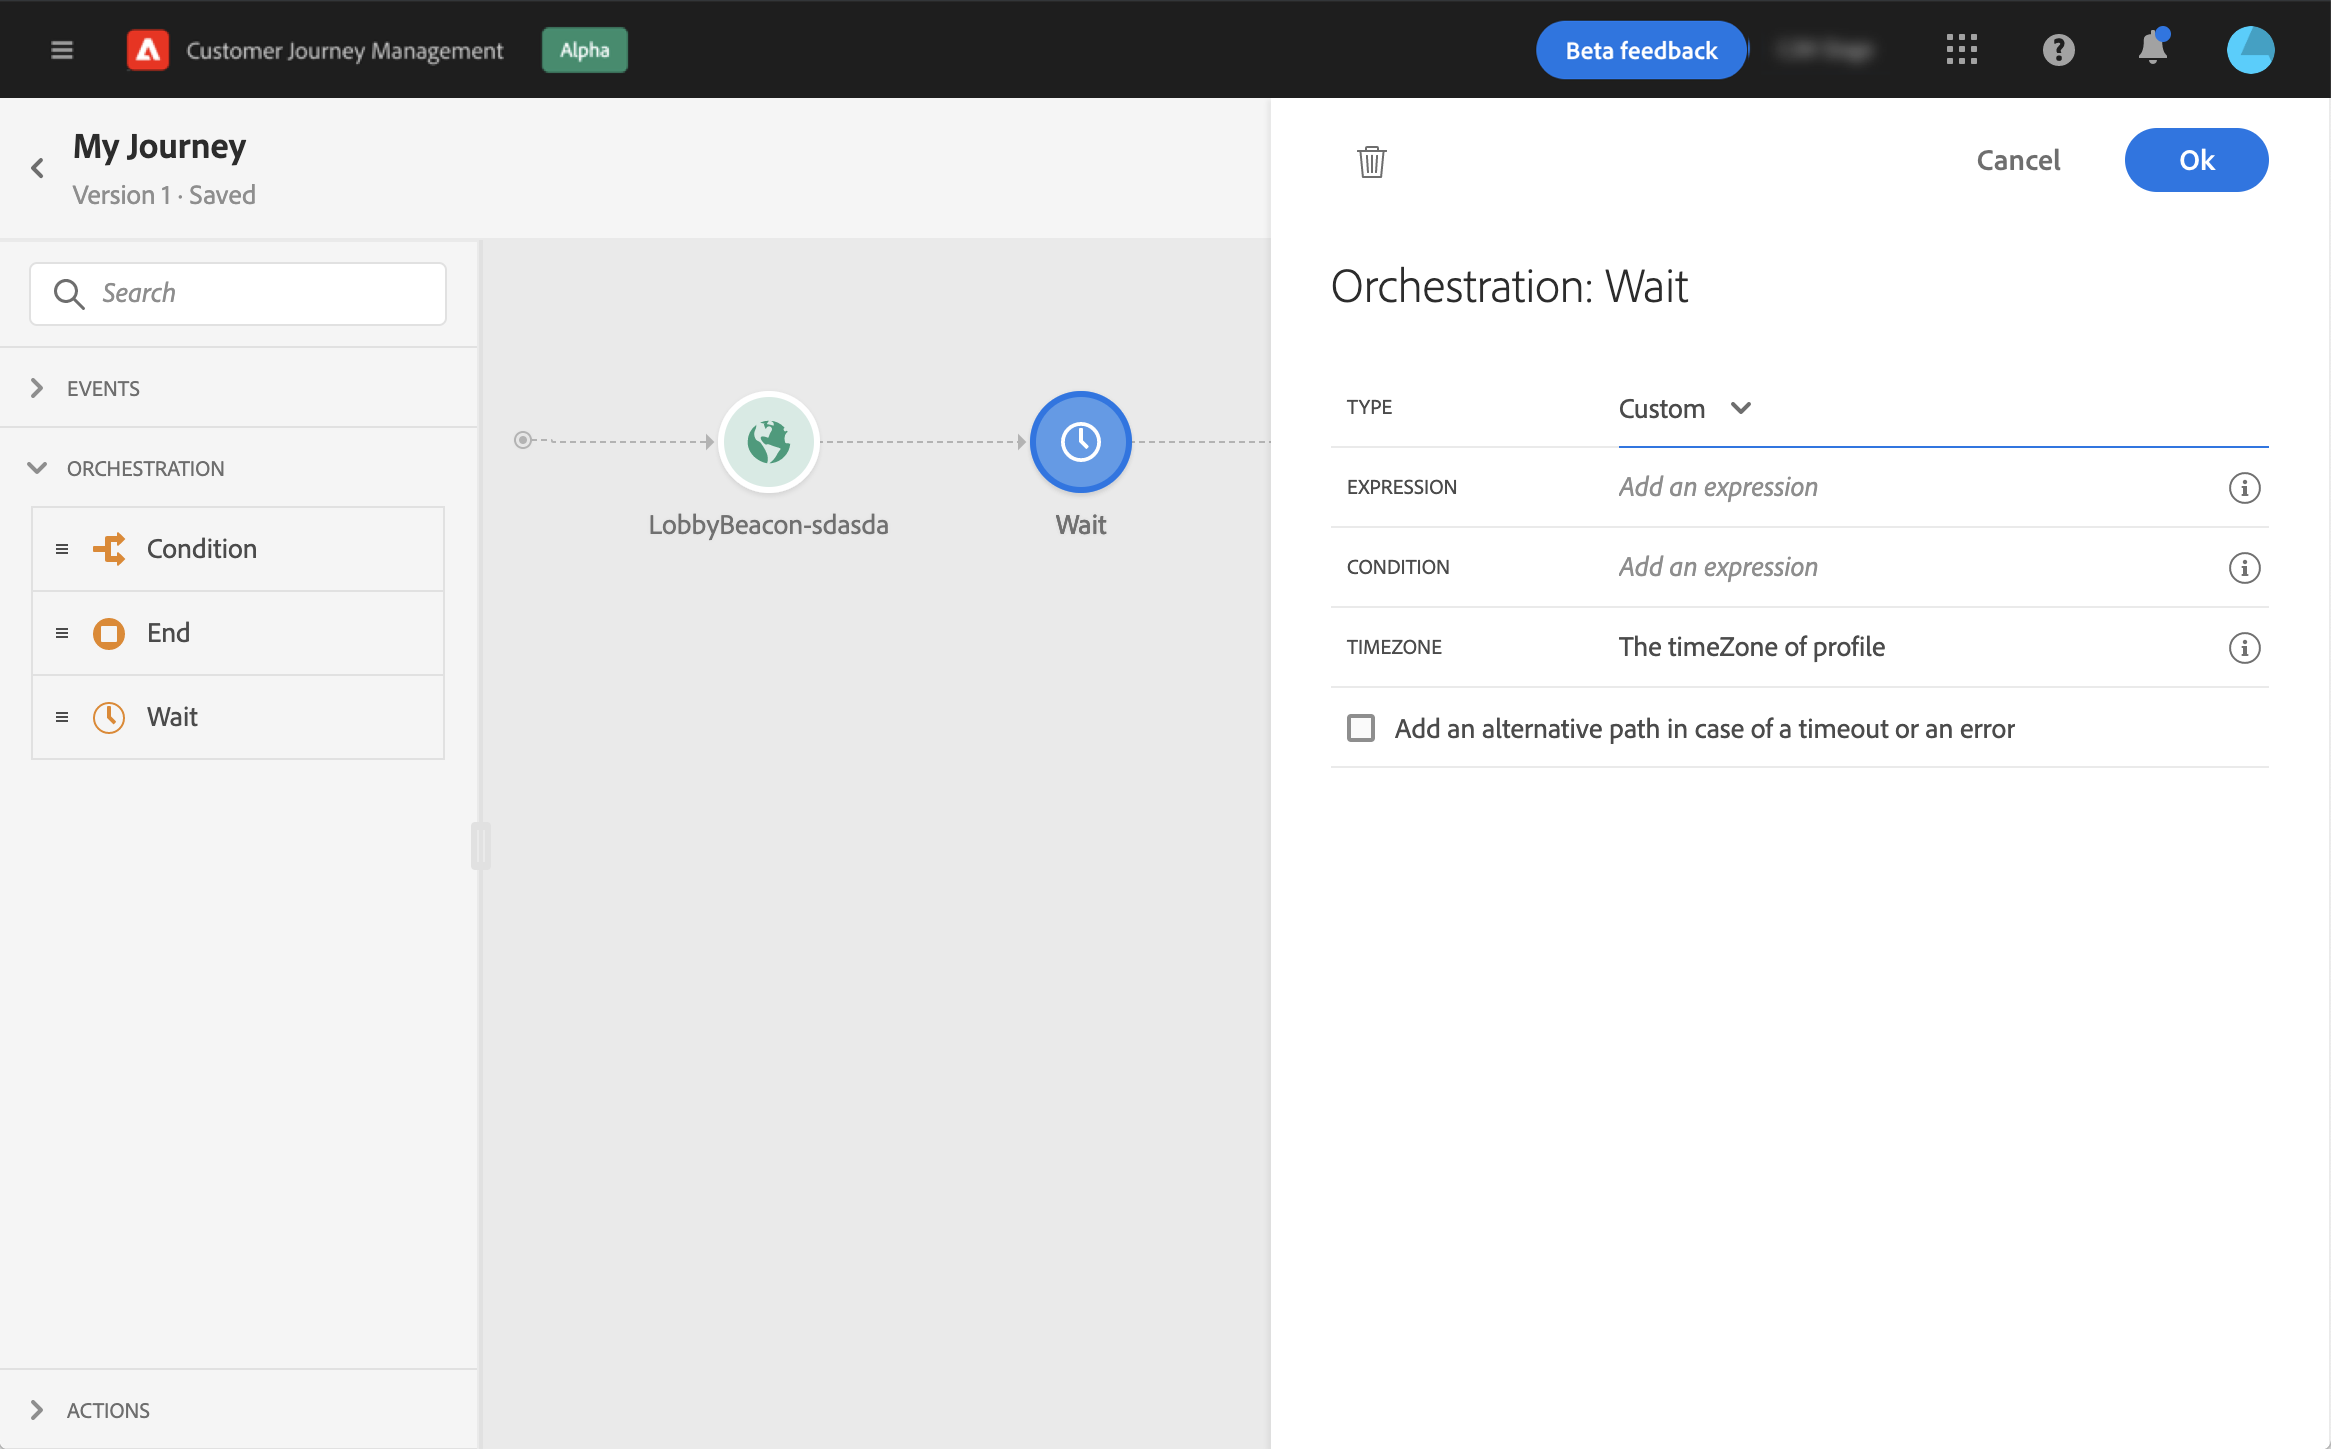 Customer Journey Management
Alpha
Beta feedback
My Journey
Version 1 · Saved
Cancel
Ok
Search
Orchestration: Wait
EVENTS
ORCHESTRATION
Condition
End
Wait
LobbyBeacon-sdasda
Wait
TYPE
Custom
EXPRESSION
Add an expression
CONDITION
Add an expression
TIMEZONE
The timeZone of profile
Add an alternative path in case of a timeout or an error
ACTIONS